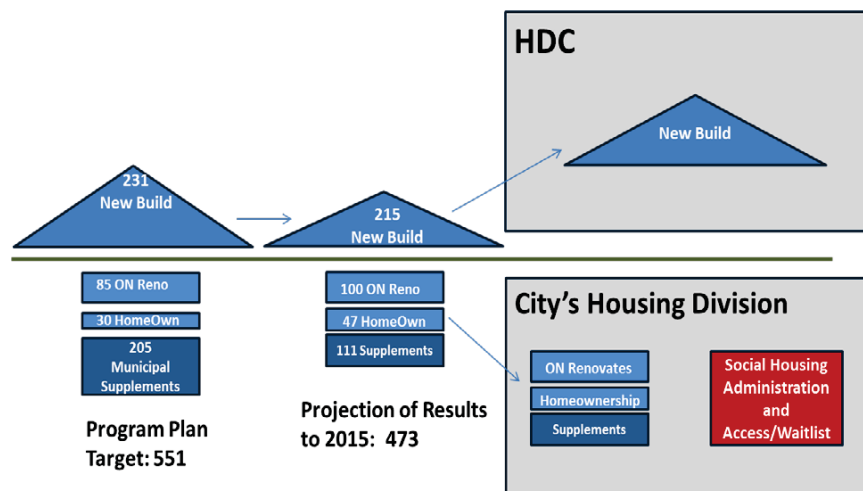 HDC
New Build
231
New Build
215
New Build
85 ON Reno
30 HomeOwn
205
Municipal
Supplements
Program Plan
Target: 551
100 ON Reno
47 HomeOwn
111 Supplements
Projection of Results
to 2015: 473
City's Housing Division
ON Renovates
Homeownership
Supplements
Social Housing
Administration
and
Access/Waitlist